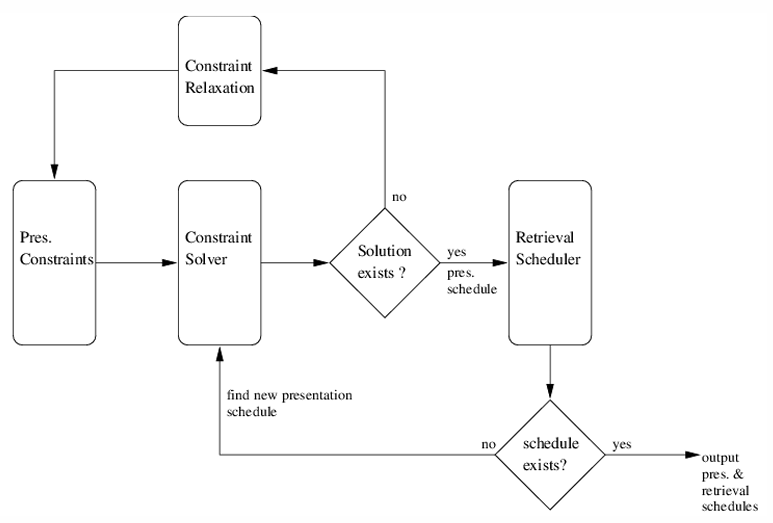 Constraint
Relaxation
no
Pres.
Constraints
Constraint
Solver
Solution
exists ?
yes
pres.
schedule
Retrieval
Scheduler
find new presentation
schedule
no
schedule
exists?
yes
output
pres. &
retrieval
schedules